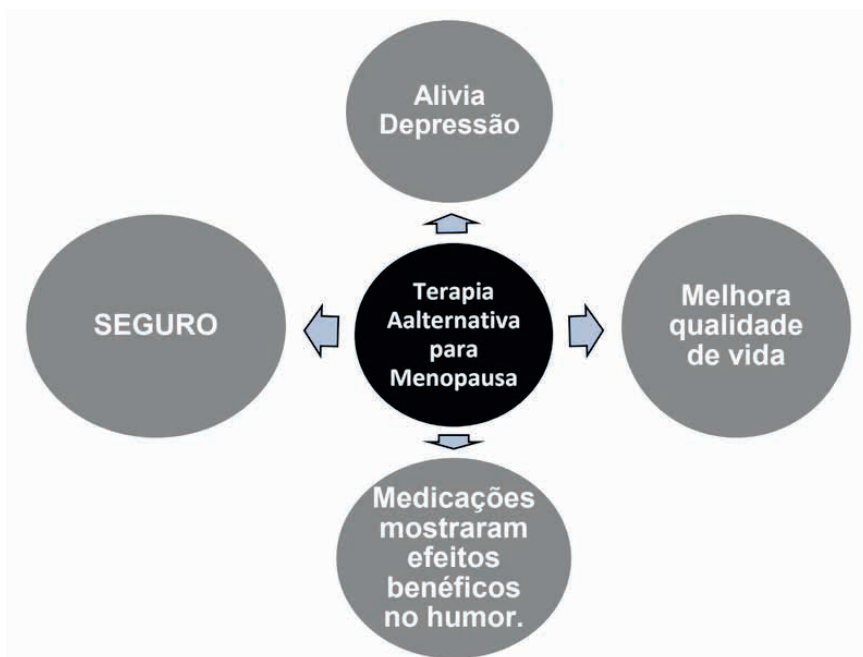 Alivia
Depressão
SEGURO
Terapia
Aalternativa
para
Menopausa
Melhora
qualidade
de vida
Medicações
mostraram
efeitos
benéficos
no humor.